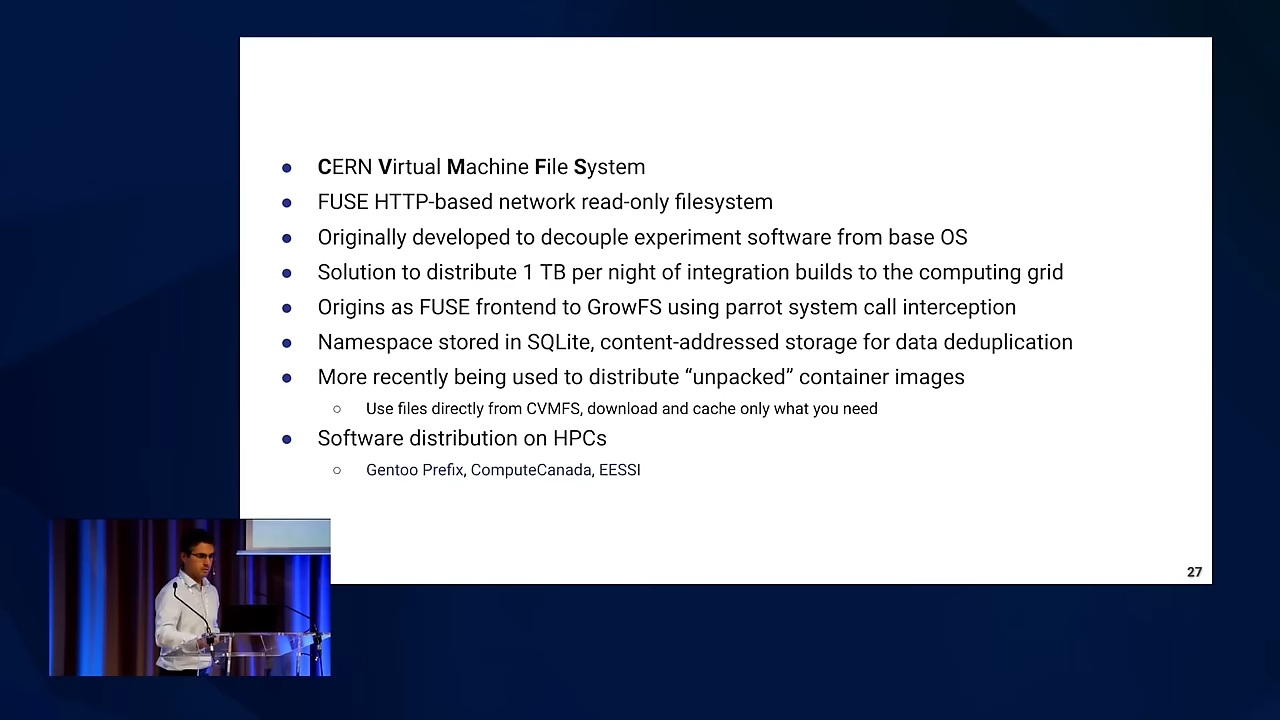 ● CERN Virtual Machine File System
● FUSE HTTP-based network read-only filesystem
● Originally developed to decouple experiment software from base OS
● Solution to distribute 1 TB per night of integration builds to the computing grid
● Origins as FUSE frontend to GrowFS using parrot system call interception
● Namespace stored in SQLite, content-addressed storage for data deduplication
● More recently being used to distribute “unpacked” container images
○ Use files directly from CVMFS, download and cache only what you need
● Software distribution on HPCs
○ Gentoo Prefix, ComputeCanada, EESSI
27